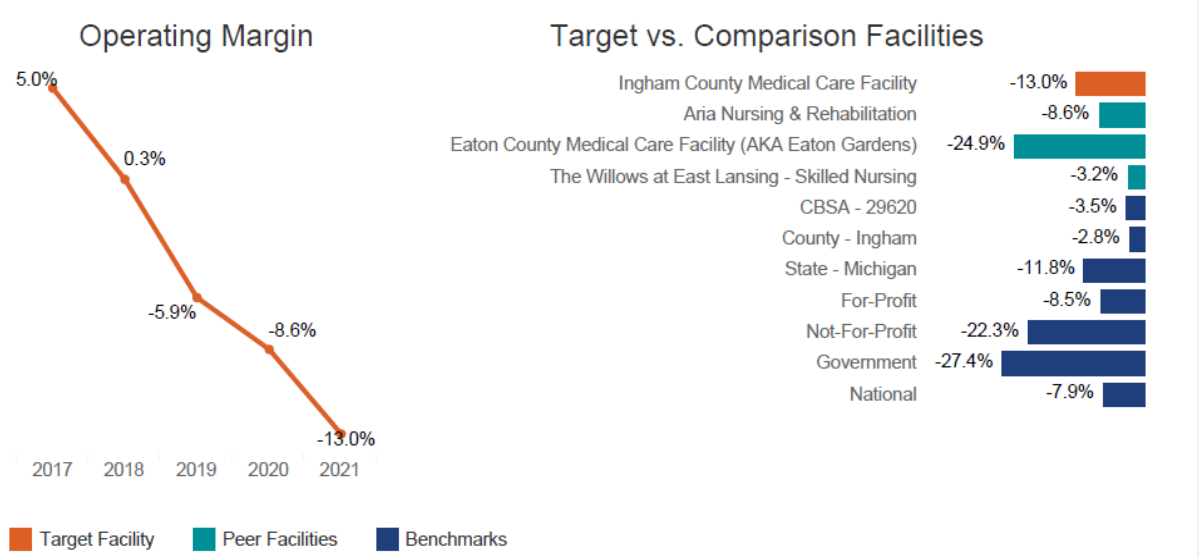 Operating Margin
5.0%
0.3%
-5.9%
-8.6%
-13.0%
2017 2018 2019 2020 2021
Target vs. Comparison Facilities
Ingham County Medical Care Facility -13.0%
Aria Nursing & Rehabilitation -8.6%
Eaton County Medical Care Facility (AKA Eaton Gardens) -24.9%
The Willows at East Lansing - Skilled Nursing -3.2%
CBSA - 29620 -3.5%
County - Ingham -2.8%
State - Michigan -11.8%
For-Profit -8.5%
Not-For-Profit -22.3%
Government -27.4%
National -7.9%
Target Facility Peer Facilities Benchmarks